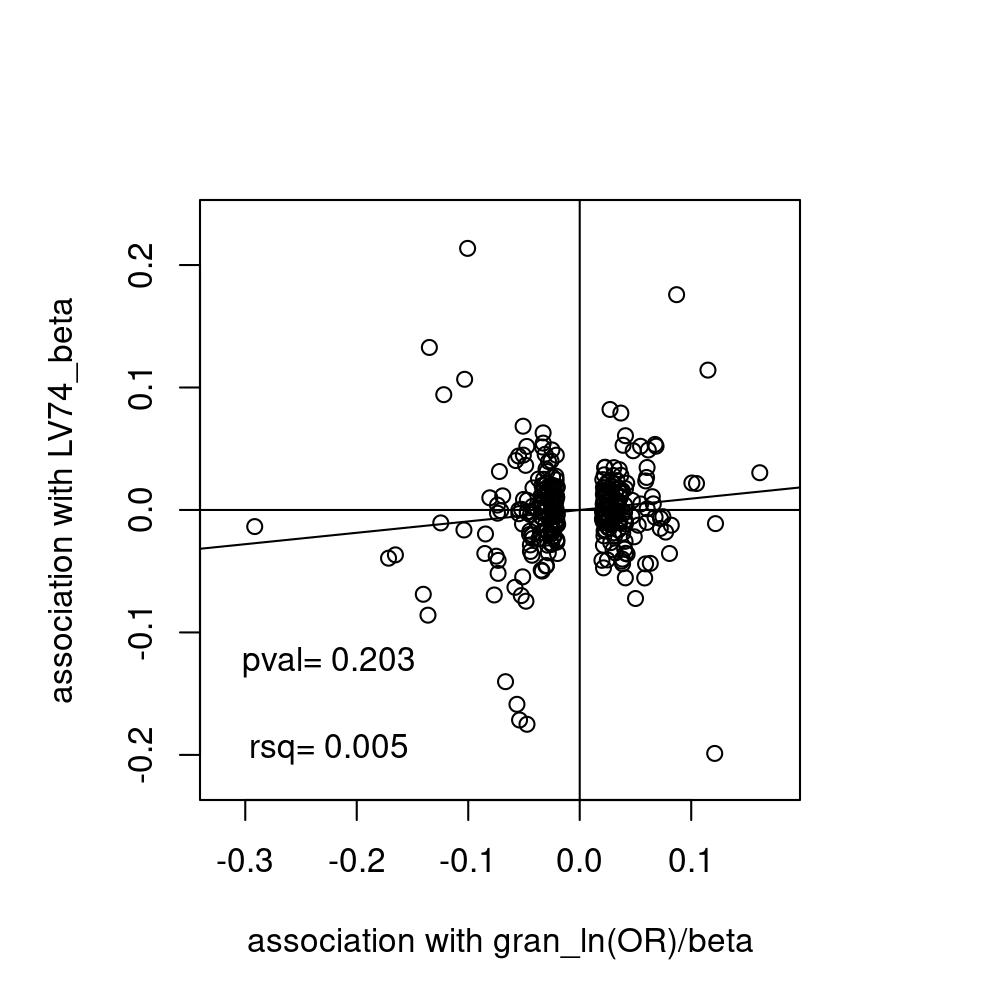 association with LV74_beta
0.2
0.1
0.0
-0.1
-0.2
pval= 0.203
rsq= 0.005
-0.3 -0.2 -0.1 0.0 0.1
association with gran_ln(OR)/beta